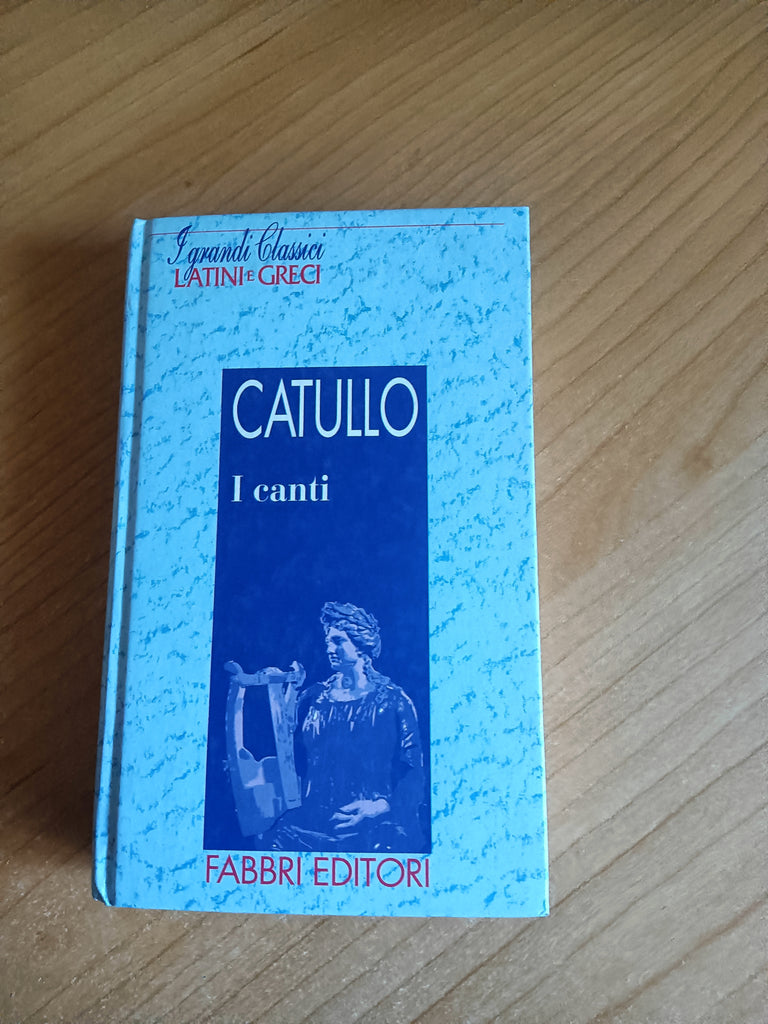 I grandi Classici
LATINI E GRECI
CATULLO
I canti
FABBRI EDITORI